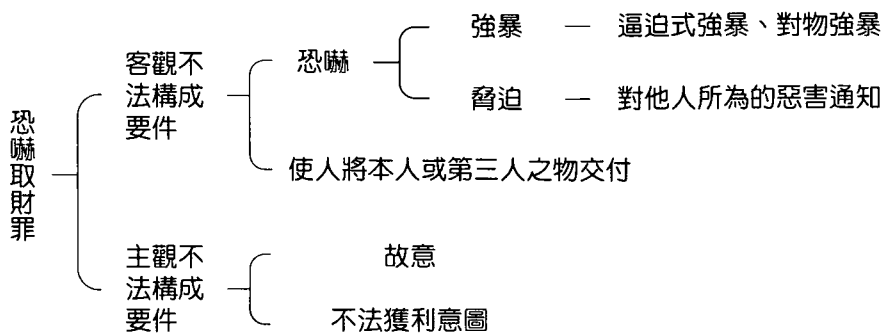 恐嚇取財罪
客觀不
法構成
要件
恐嚇
強暴 — 逼迫式強暴、對物強暴
脅迫 — 對他人所為的惡害通知
使人將本人或第三人之物交付
主觀不
法構成
要件
故意
不法獲利意圖